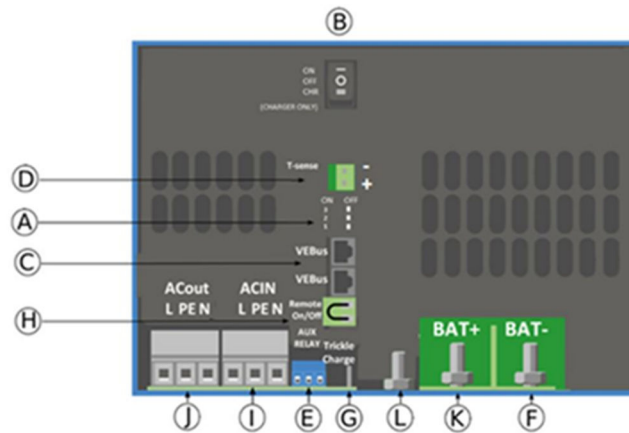 B
ON
OFF
CHR
(CHARGER ONLY)
T-sense
-
+
D
ON OFF
A
VEBus
C
VEBus
ACout ACIN
L PE N L PE N
Remote
On/Off
H
AUX
RELAY
Trickle
Charge
BAT+ BAT-
J I E G L K F